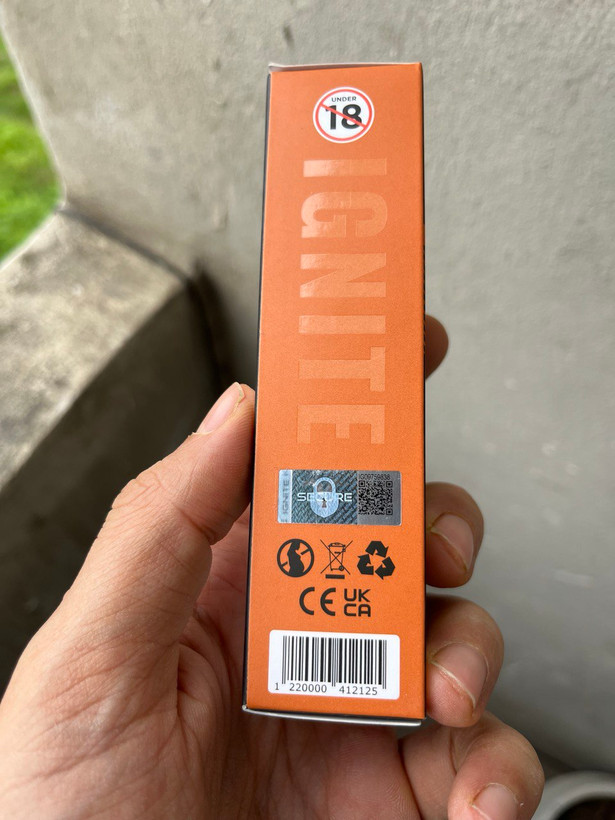 UNDER
18
IGNITE
IGNITE
SECURE
CE
UK
CA
1 220000 412125